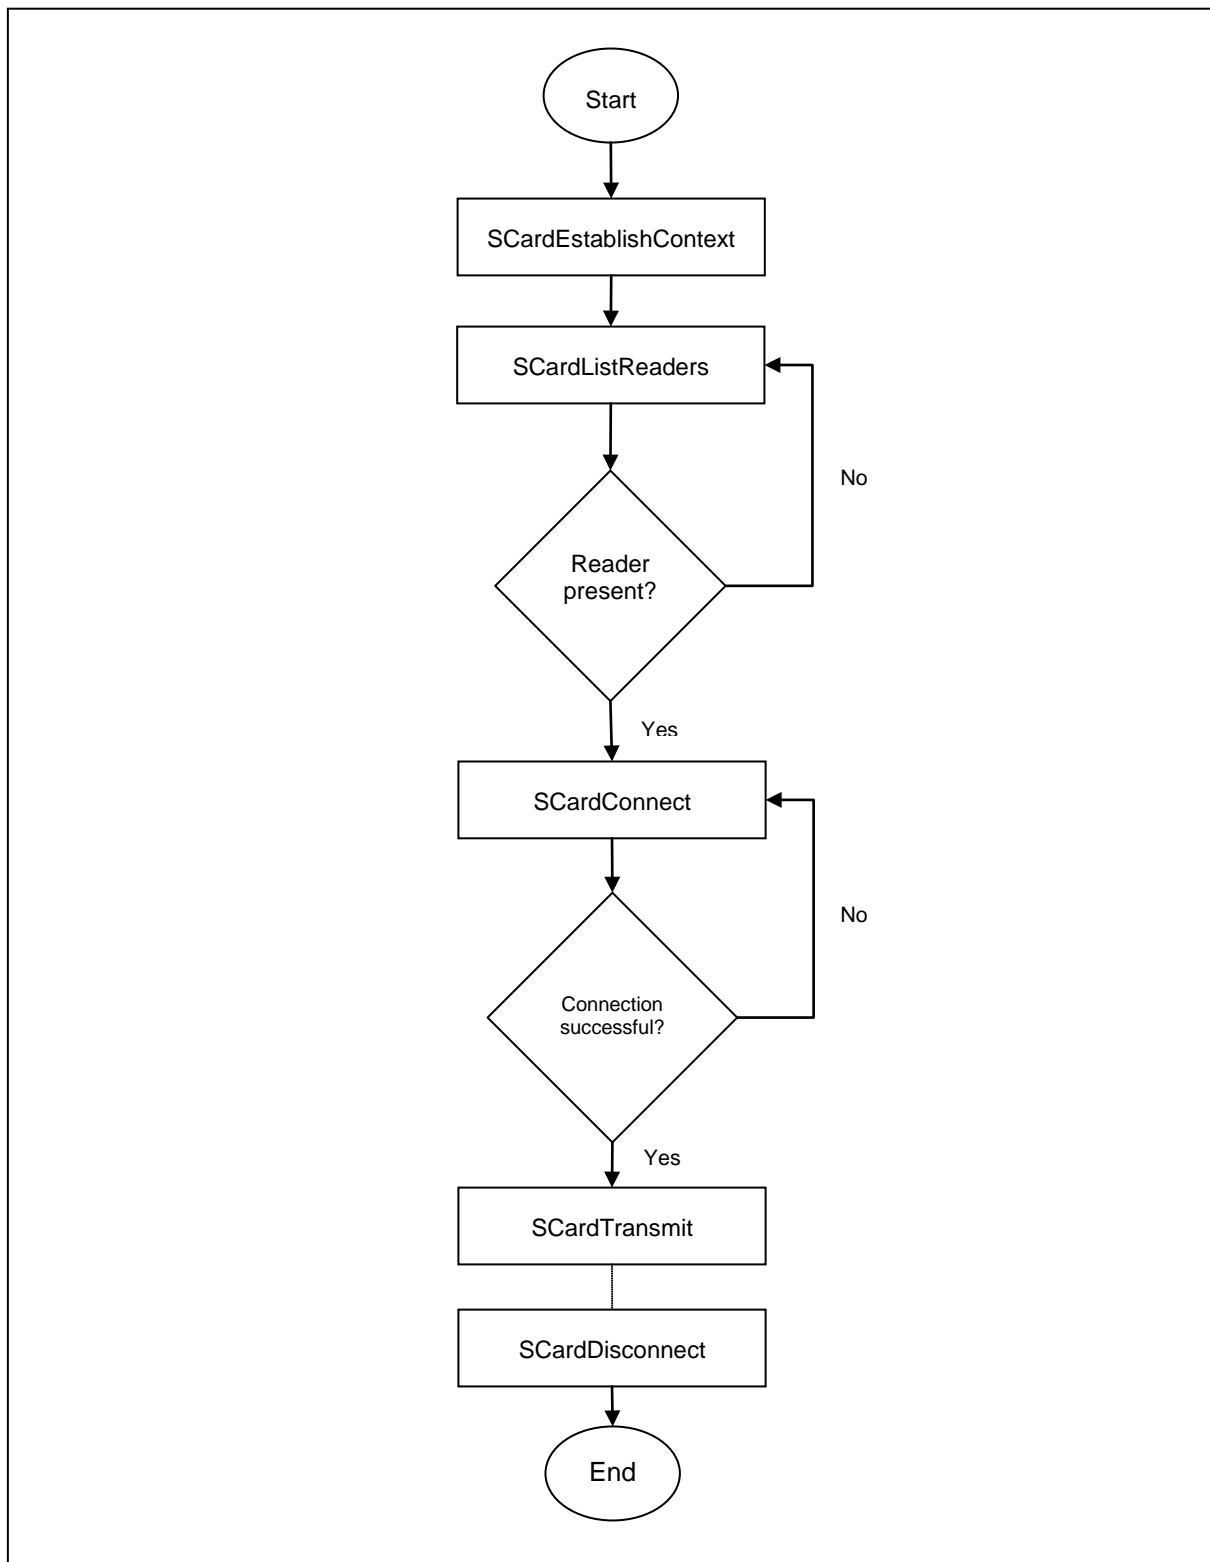 Start
SCardEstablishContext
SCardListReaders
No
Reader
present?
Yes
SCardConnect
No
Connection
successful?
Yes
SCardTransmit
SCardDisconnect
End